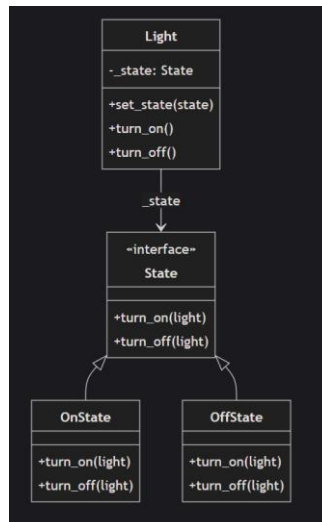 Light
-_state: State
+set_state(state)
+turn_on()
+turn_off()
_state
«interface»
State
+turn_on(light)
+turn_off(light)
OnState
+turn_on(light)
+turn_off(light)
OffState
+turn_on(light)
+turn_off(light)